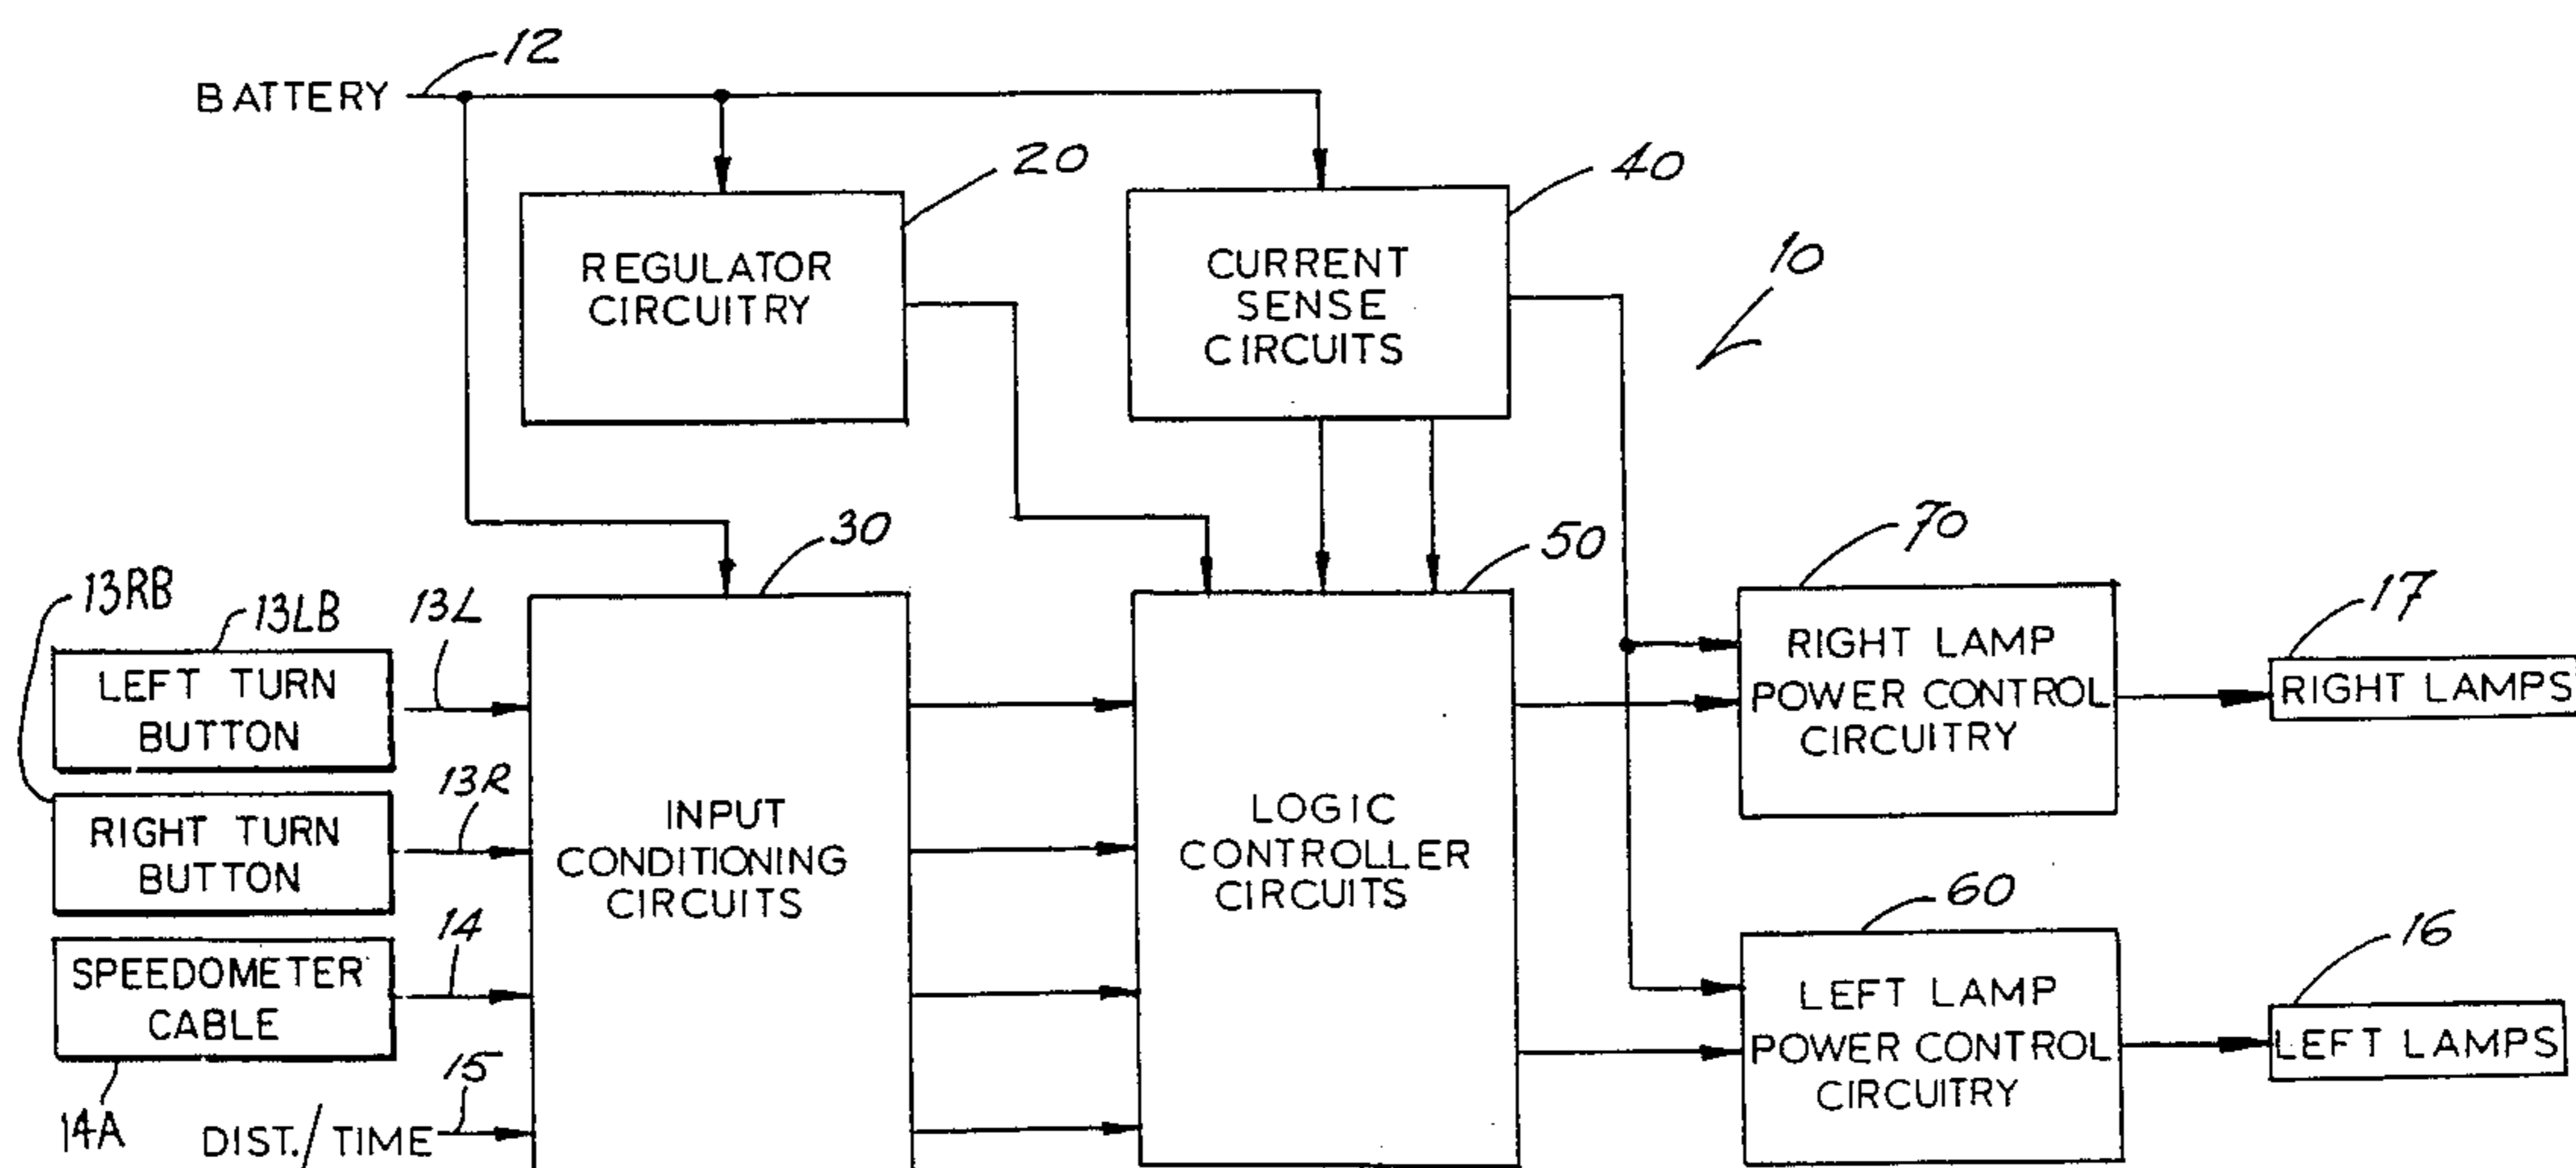 12
BATTERY
20
40
REGULATOR
CIRCUITRY
CURRENT
SENSE
CIRCUITS
10
30
50
70
13RB
13LB
13L
17
LEFT TURN
BUTTON
RIGHT LAMP
POWER CONTROL
CIRCUITRY
RIGHT LAMPS
13R
RIGHT TURN
BUTTON
INPUT
CONDITIONING
CIRCUITS
LOGIC
CONTROLLER
CIRCUITS
60
14
16
SPEEDOMETER
CABLE
LEFT LAMP
POWER CONTROL
CIRCUITRY
LEFT LAMPS
14A
15
DIST./TIME